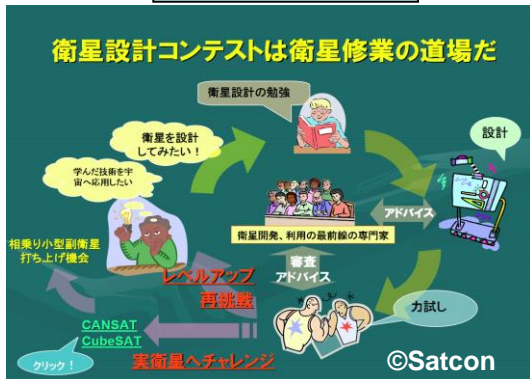 衛星設計コンテストは衛星修業の道場だ
衛星設計の勉強
衛星を設計
してみたい！
学んだ技術を宇
宙へ応用したい
設計
アドバイス
衛星開発、利用の最前線の専門家
相乗り小型副衛星
打ち上げ機会
審査
アドバイス
レベルアップ
再挑戦
力試し
CANSAT
CubeSAT
クリック！
実衛星へチャレンジ
©Satcon